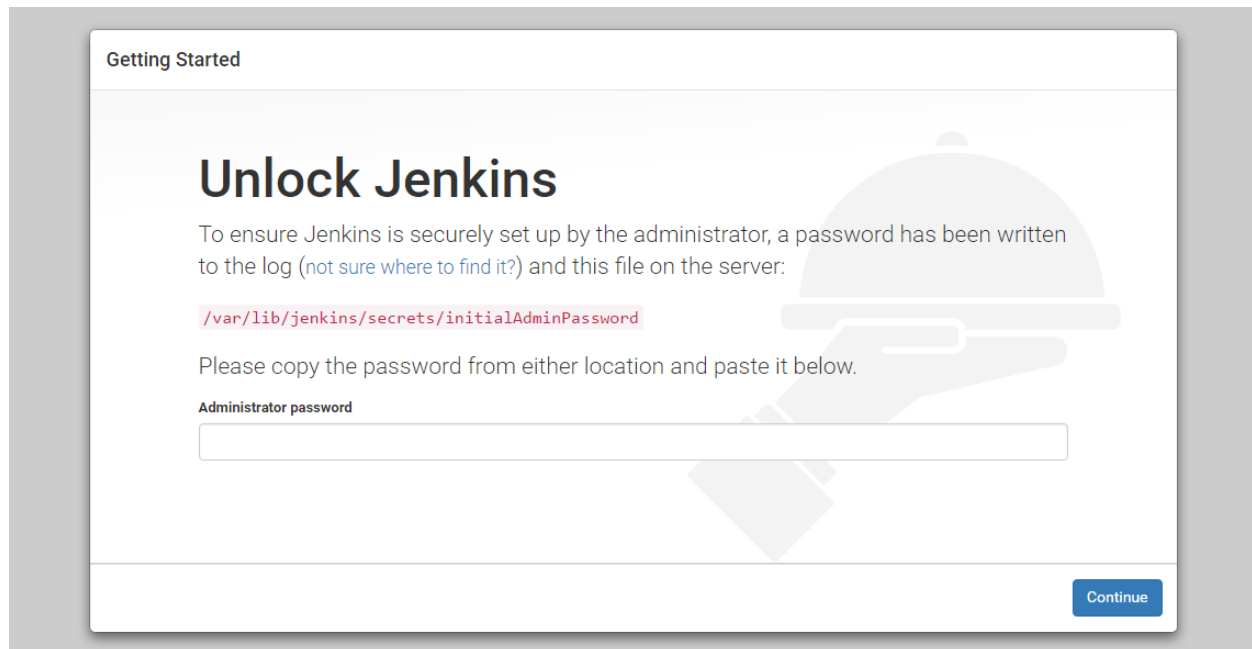 Getting Started
Unlock Jenkins
To ensure Jenkins is securely set up by the administrator, a password has been written
to the log (not sure where to find it?) and this file on the server:
/var/lib/jenkins/secrets/initialAdminPassword
Please copy the password from either location and paste it below.
Administrator password
Continue